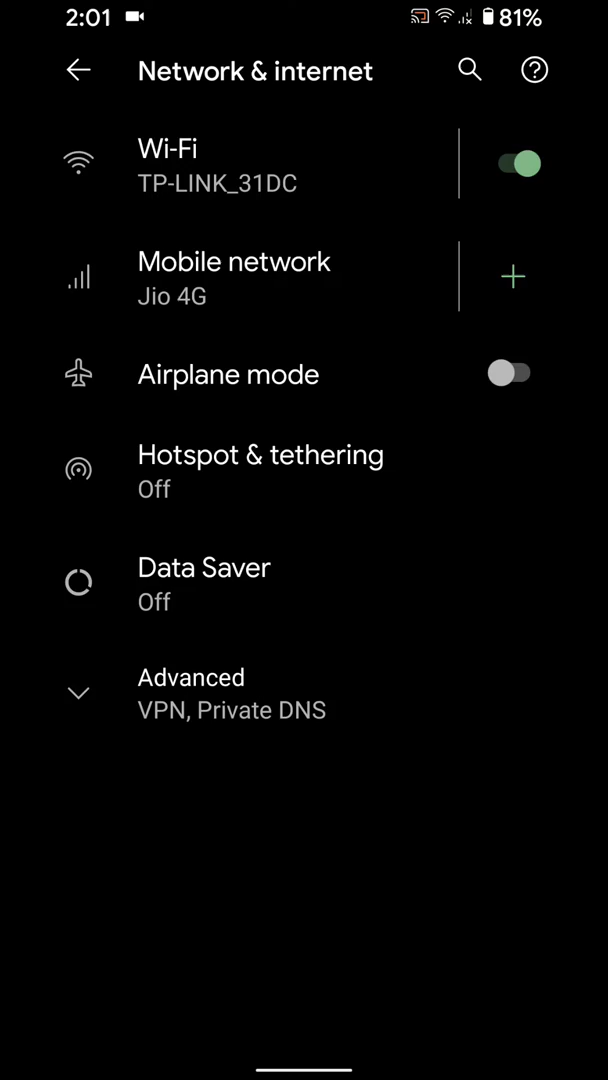 2:01 81%
Network & internet
Wi-Fi
TP-LINK_31DC
Mobile network
Jio 4G
Airplane mode
Hotspot & tethering
Off
Data Saver
Off
Advanced
VPN, Private DNS